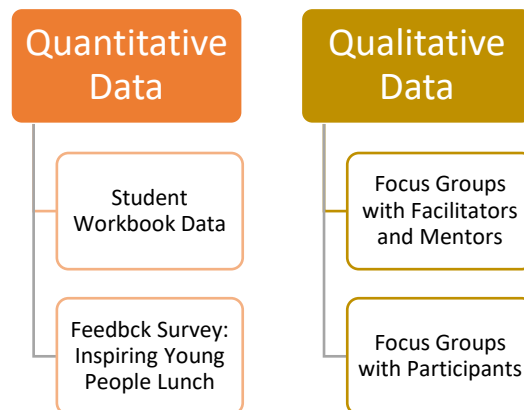 Quantitative
Data
Student
Workbook Data
Feedbck Survey:
Inspiring Young
People Lunch
Qualitative
Data
Focus Groups
with Facilitators
and Mentors
Focus Groups
with Participants